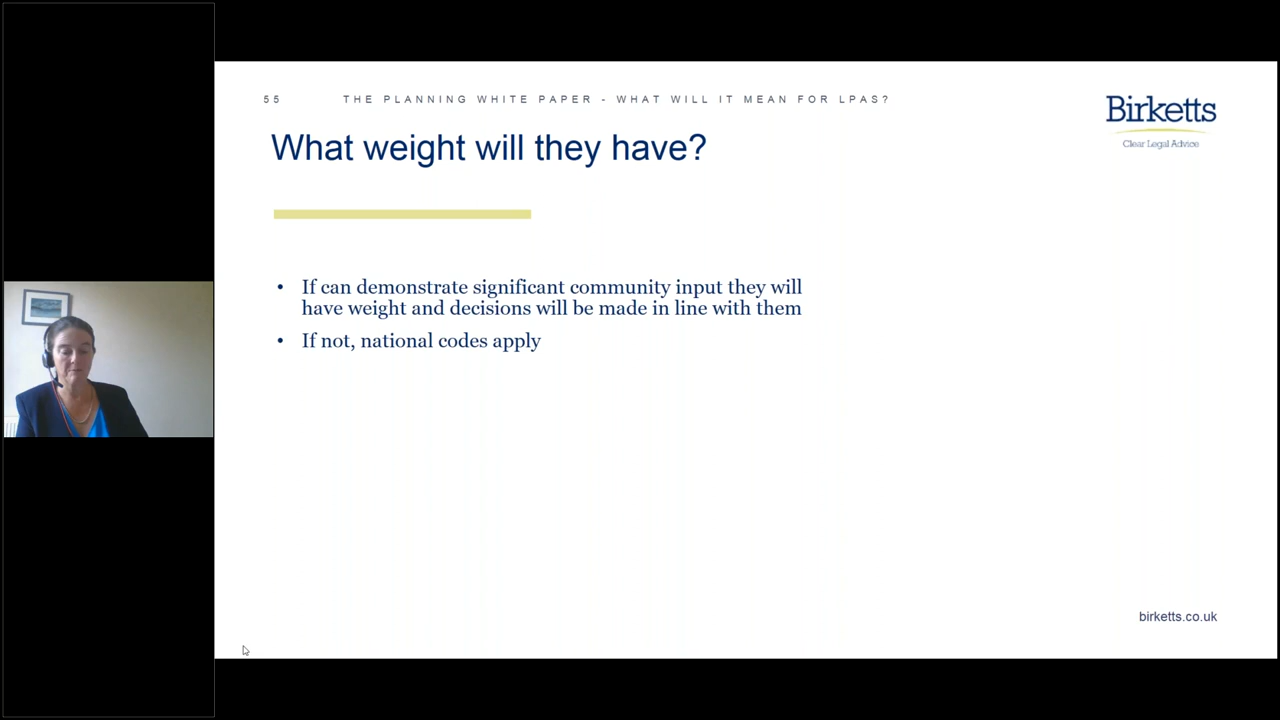 55 THE PLANNING WHITE PAPER - WHAT WILL IT MEAN FOR LPAS?
Birketts
Clear Legal Advice
What weight will they have?
• If can demonstrate significant community input they will
have weight and decisions will be made in line with them
• If not, national codes apply
birketts.co.uk